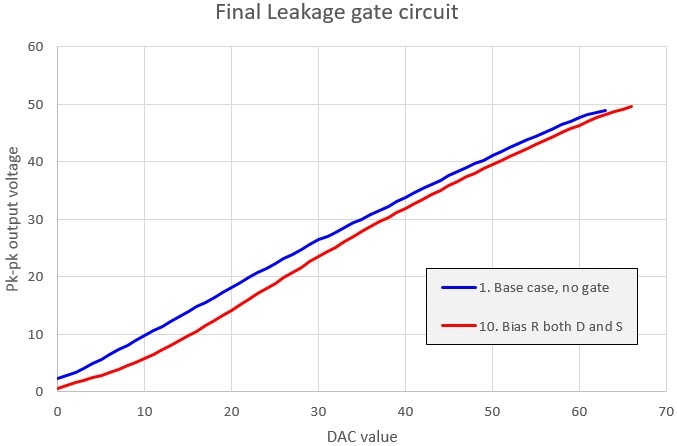 Final Leakage gate circuit
60
50
40
30
20
10
0
Pk-pk output voltage
1. Base case, no gate
10. Bias R both D and S
0 10 20 30 40 50 60 70
DAC value